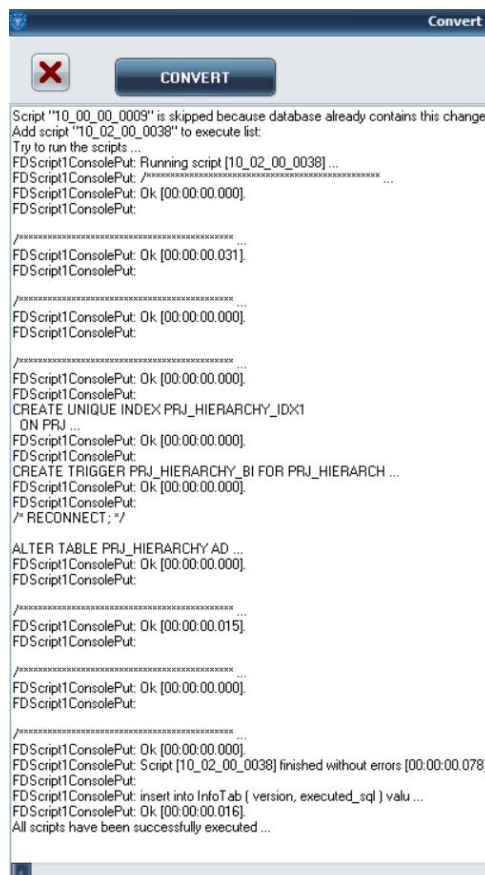 Convert
CONVERT
Script "10_00_00_0009" is skipped because database already contains this change
Add script "10_02_00_0038" to execute list:
Try to run the scripts ...
FDScript1ConsolePut: Running script [10_02_00_0038] ...
FDScript1ConsolePut: /************************************************ ...
FDScript1ConsolePut: Ok [00:00:00.000].
FDScript1ConsolePut:
/******************************************** ...
FDScript1ConsolePut: Ok [00:00:00.031].
FDScript1ConsolePut:
/******************************************** ...
FDScript1ConsolePut: Ok [00:00:00.000].
FDScript1ConsolePut:
/******************************************** ...
FDScript1ConsolePut: Ok [00:00:00.000].
FDScript1ConsolePut:
CREATE UNIQUE INDEX PRJ_HIERARCHY_IDX1
ON PRJ ...
FDScript1ConsolePut: Ok [00:00:00.000].
FDScript1ConsolePut:
CREATE TRIGGER PRJ_HIERARCHY_BI FOR PRJ_HIERARCH ...
FDScript1ConsolePut: Ok [00:00:00.000].
FDScript1ConsolePut:
/* RECONNECT; */
ALTER TABLE PRJ_HIERARCHY AD ...
FDScript1ConsolePut: Ok [00:00:00.000].
FDScript1ConsolePut:
/******************************************** ...
FDScript1ConsolePut: Ok [00:00:00.015].
FDScript1ConsolePut:
/******************************************** ...
FDScript1ConsolePut: Ok [00:00:00.000].
FDScript1ConsolePut:
/******************************************** ...
FDScript1ConsolePut: Ok [00:00:00.000].
FDScript1ConsolePut: Script [10_02_00_0038] finished without errors [00:00:00.078]
FDScript1ConsolePut:
FDScript1ConsolePut: insert into InfoTab ( version, executed_sql ) valu ...
FDScript1ConsolePut: Ok [00:00:00.016].
All scripts have been successfully executed ...